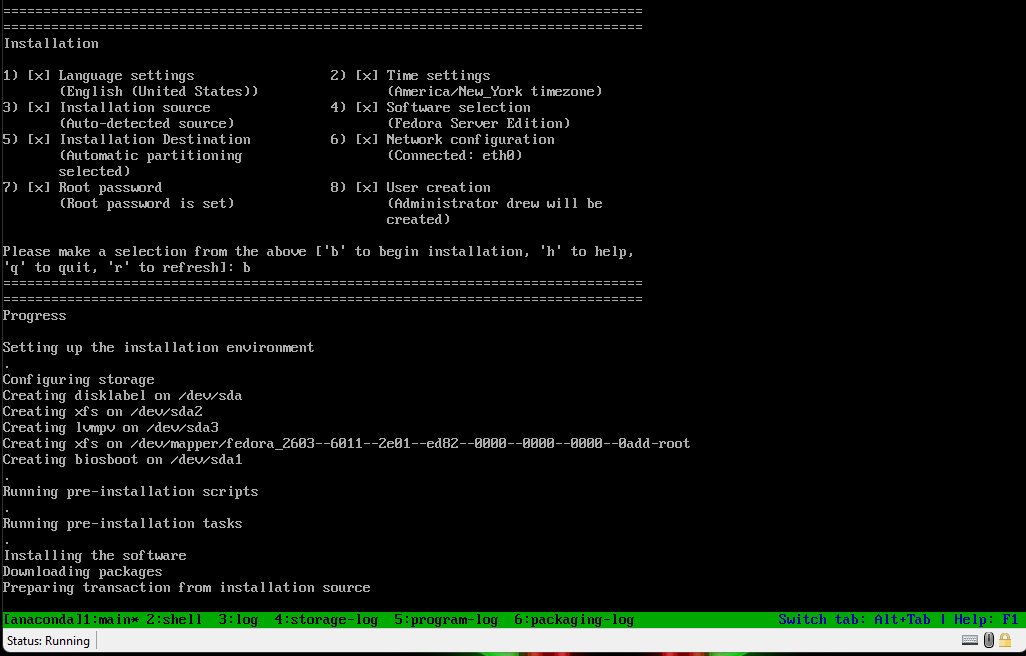 ================================================================================
================================================================================
Installation
1) [x] Language settings 2) [x] Time settings
(English (United States)) (America/New_York timezone)
3) [x] Installation source 4) [x] Software selection
(Auto-detected source) (Fedora Server Edition)
5) [x] Installation Destination 6) [x] Network configuration
(Automatic partitioning (Connected: eth0)
selected)
7) [x] Root password 8) [x] User creation
(Root password is set) (Administrator drew will be
created)
Please make a selection from the above ['b' to begin installation, 'h' to help,
'q' to quit, 'r' to refresh]: b
================================================================================
================================================================================
Progress
Setting up the installation environment
.
Configuring storage
Creating disklabel on /dev/sda
Creating xfs on /dev/sda2
Creating lvmpv on /dev/sda3
Creating xfs on /dev/mapper/fedora_2603--6011--2e01--ed82--0000--0000--0000--0add-root
Creating biosboot on /dev/sda1
.
Running pre-installation scripts
.
Running pre-installation tasks
.
Installing the software
Downloading packages
Preparing transaction from installation source
[anaconda]1:main* 2:shell 3:log 4:storage-log 5:program-log 6:packaging-log Switch tab: Alt+Tab | Help: F1
Status: Running